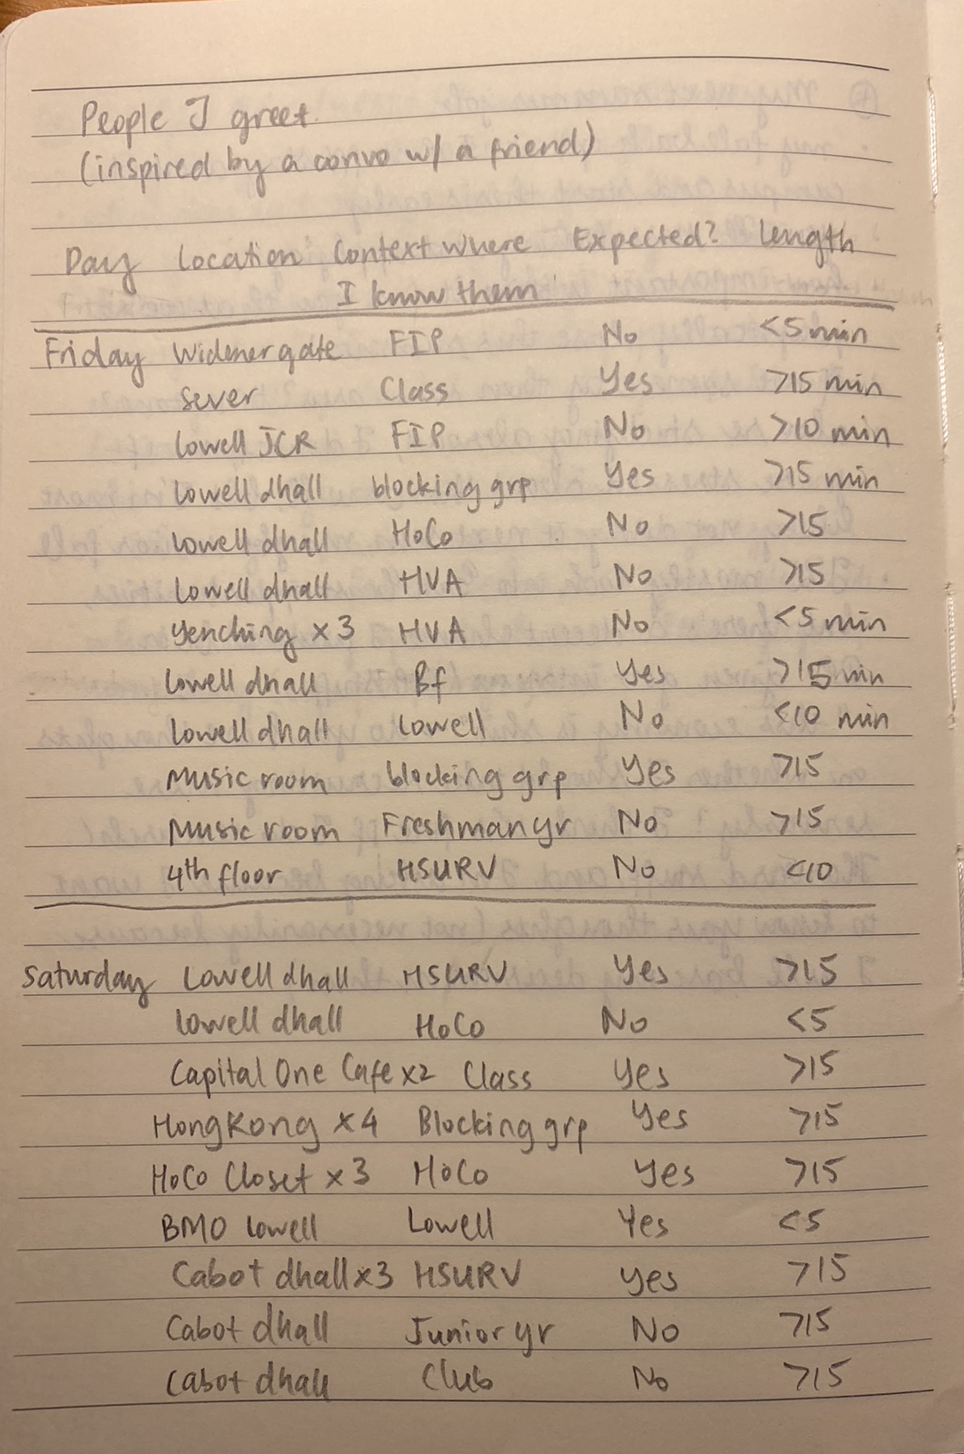 People I greet
(inspired by a convo w/ a friend)
Day Location Context where Expected? Length
I know them
Friday Widener gate FIP No <5 min
Sever Class Yes >15 min
Lowell JCR FIP No >10 min
Lowell dhall blocking grp Yes >15 min
Lowell dhall HoCo No >15
Lowell dhall HVA No >15
Yenching x3 HVA No <5 min
Lowell dhall Bf Yes >15 min
Lowell dhall Lowell No <10 min
Music room blocking grp Yes >15
Music room Freshman yr No >15
4th floor HSURV No <10
Saturday Lowell dhall HSURV Yes >15
Lowell dhall HoCo No <5
Capital One Cafe x2 Class Yes >15
HongKong x4 Blocking grp Yes >15
HoCo Closet x3 HoCo Yes >15
BMO Lowell Lowell Yes <5
Cabot dhall x3 HSURV Yes >15
Cabot dhall Junior yr No >15
Cabot dhall Club No >15